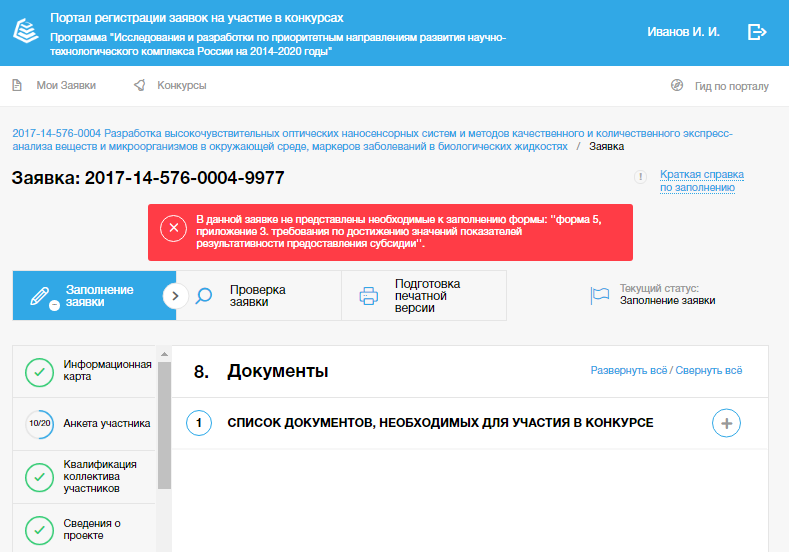 Портал регистрации заявок на участие в конкурсах
Программа "Исследования и разработки по приоритетным направлениям развития научно-
технологического комплекса России на 2014-2020 годы"
Иванов И. И.
Мои Заявки
Конкурсы
Гид по порталу
2017-14-576-0004 Разработка высокочувствительных оптических наносенсорных систем и методов качественного и количественного экспресс-
анализа веществ и микроорганизмов в окружающей среде, маркеров заболеваний в биологических жидкостях / Заявка
Заявка: 2017-14-576-0004-9977
!
Краткая справка
по заполнению
В данной заявке не представлены необходимые к заполнению формы: "форма 5,
приложение 3. требования по достижению значений показателей
результативности предоставления субсидии".
Заполнение
заявки
Проверка
заявки
Подготовка
печатной
версии
Текущий статус:
Заполнение заявки
Информационная
карта
10/20
Анкета участника
Квалификация
коллектива
участников
Сведения о
проекте
8. Документы
Развернуть всё / Свернуть всё
1 СПИСОК ДОКУМЕНТОВ, НЕОБХОДИМЫХ ДЛЯ УЧАСТИЯ В КОНКУРСЕ